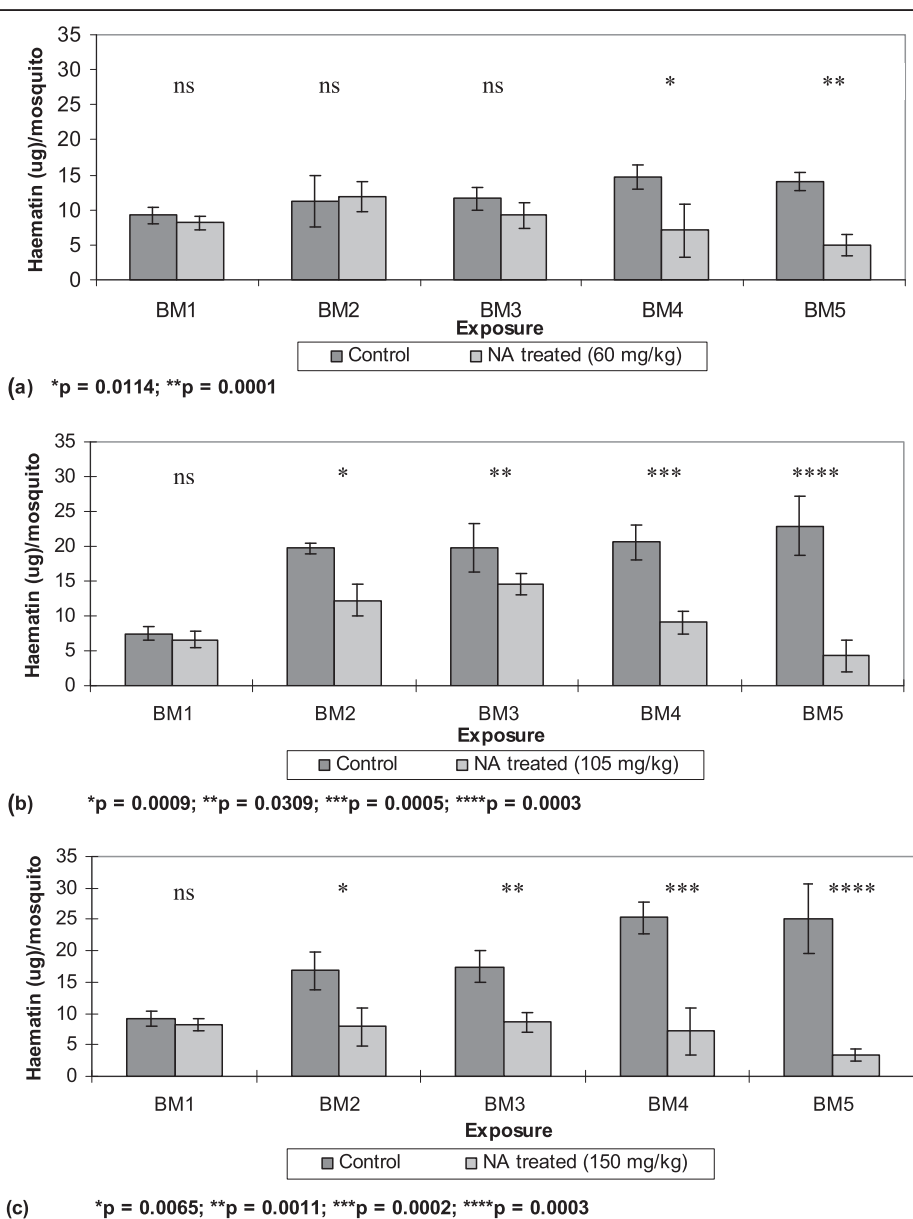 35
30
25
20
15
10
5
0
Haematin (ug)/mosquito
ns ns ns * **
BM1 BM2 BM3 BM4 BM5
Exposure
Control NA treated (60 mg/kg)
(a) *p = 0.0114; **p = 0.0001
35
30
25
20
15
10
5
0
Haematin (ug)/mosquito
ns * ** *** ****
BM1 BM2 BM3 BM4 BM5
Exposure
Control NA treated (105 mg/kg)
(b) *p = 0.0009; **p = 0.0309; ***p = 0.0005; ****p = 0.0003
35
30
25
20
15
10
5
0
Haematin (ug)/mosquito
ns * ** *** ****
BM1 BM2 BM3 BM4 BM5
Exposure
Control NA treated (150 mg/kg)
(c) *p = 0.0065; **p = 0.0011; ***p = 0.0002; ****p = 0.0003